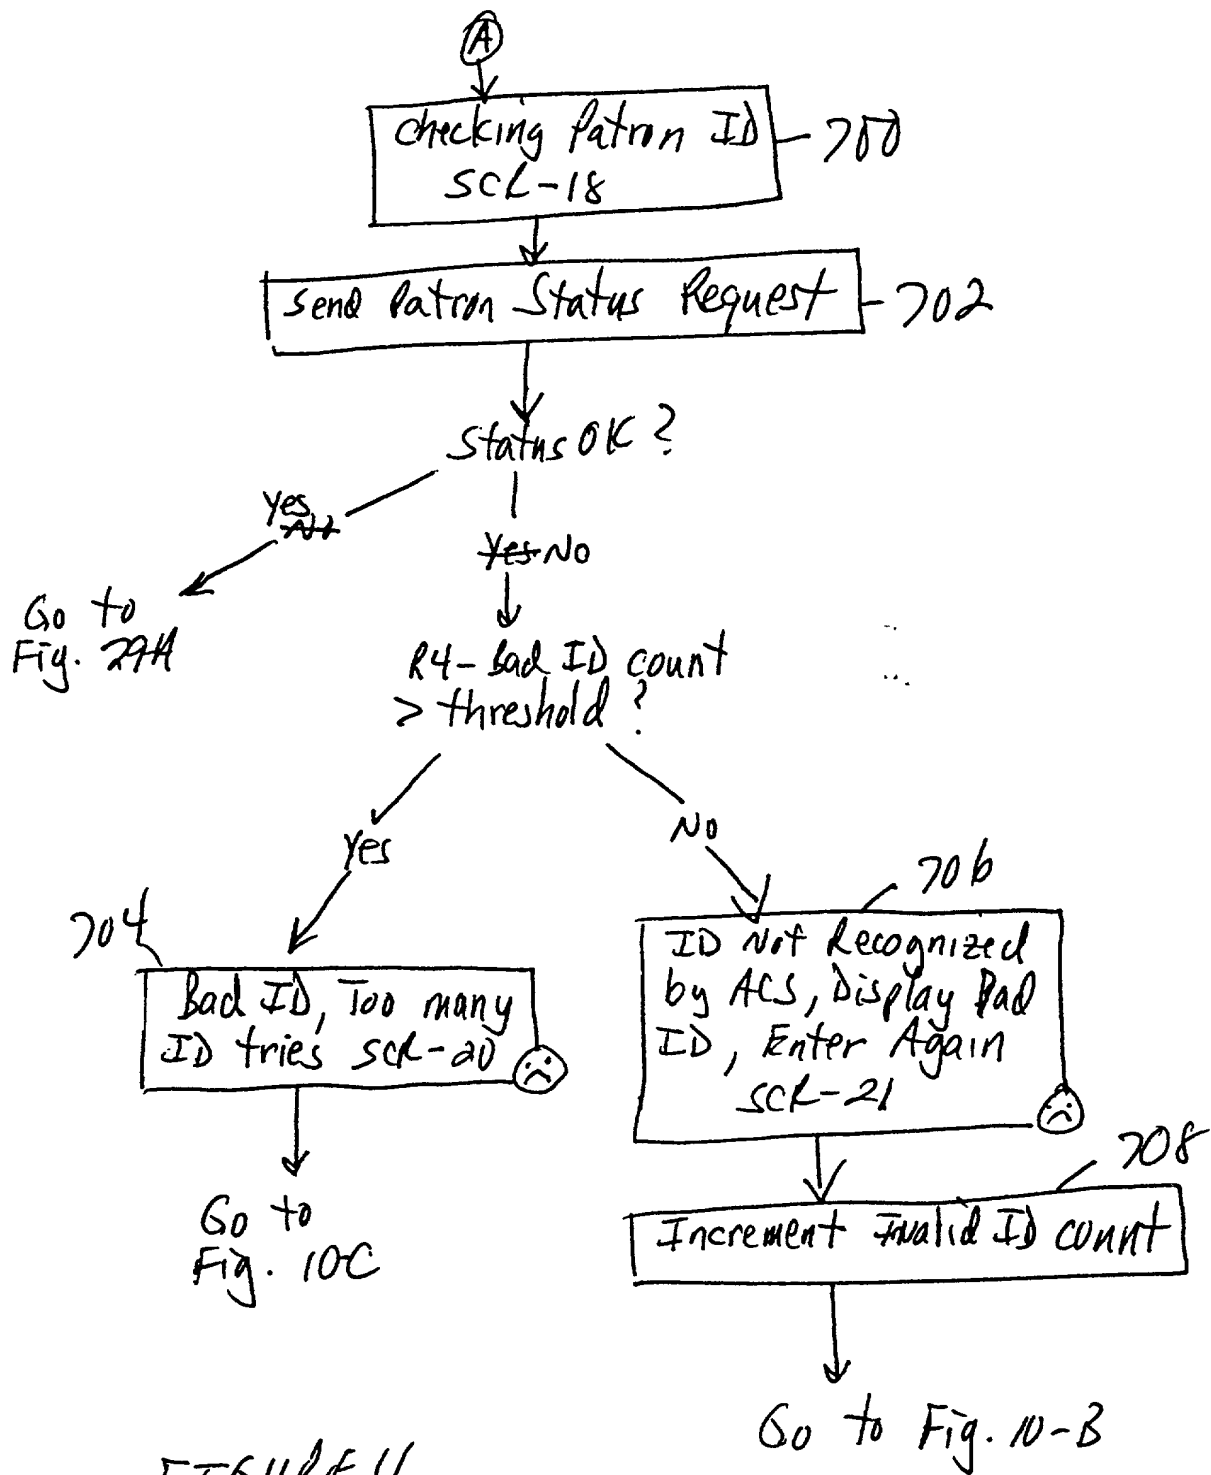 A
Checking Patron ID
SCR-18
700
Send Patron Status Request
702
Status OK?
Yes
No
Yes No
Go to
Fig. 29A
R4-Bad ID count
> threshold?
Yes
No
704
706
Bad ID, Too many
ID tries SCR-20
ID Not Recognized
by ACS, Display Bad
ID, Enter Again
SCR-21
708
Increment Invalid ID count
Go to
Fig. 10-C
Go to Fig. 10-B
FIGURE 11